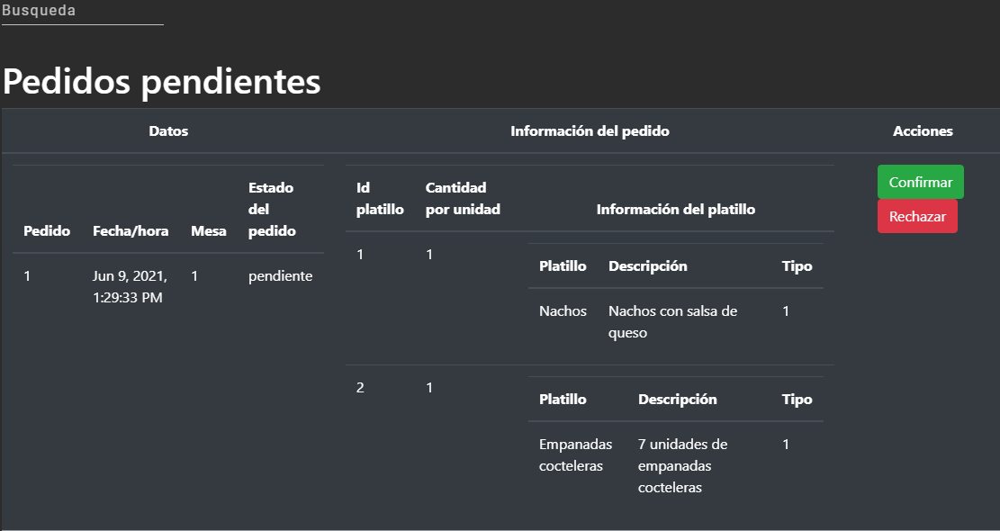 Busqueda
Pedidos pendientes
Datos
Información del pedido
Acciones
Pedido
Fecha/hora
Mesa
Estado
del
pedido
1
Jun 9, 2021,
1:29:33 PM
1
pendiente
Id
platillo
Cantidad
por unidad
Información del platillo
1
1
Platillo
Descripción
Tipo
Nachos
Nachos con salsa de
queso
1
2
1
Platillo
Descripción
Tipo
Empanadas
cocteleras
7 unidades de
empanadas
cocteleras
1
Confirmar
Rechazar